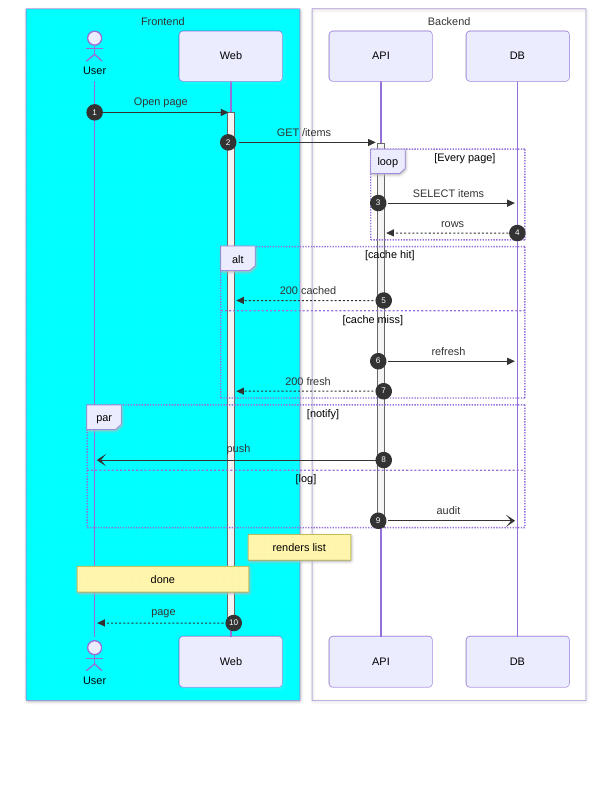 Frontend
Backend
User
Web
API
DB
1
Open page
2
GET /items
loop
[Every page]
3
SELECT items
rows
4
alt
[cache hit]
200 cached
5
[cache miss]
6
refresh
200 fresh
7
par
[notify]
push
8
[log]
9
audit
renders list
done
page
10
User
Web
API
DB